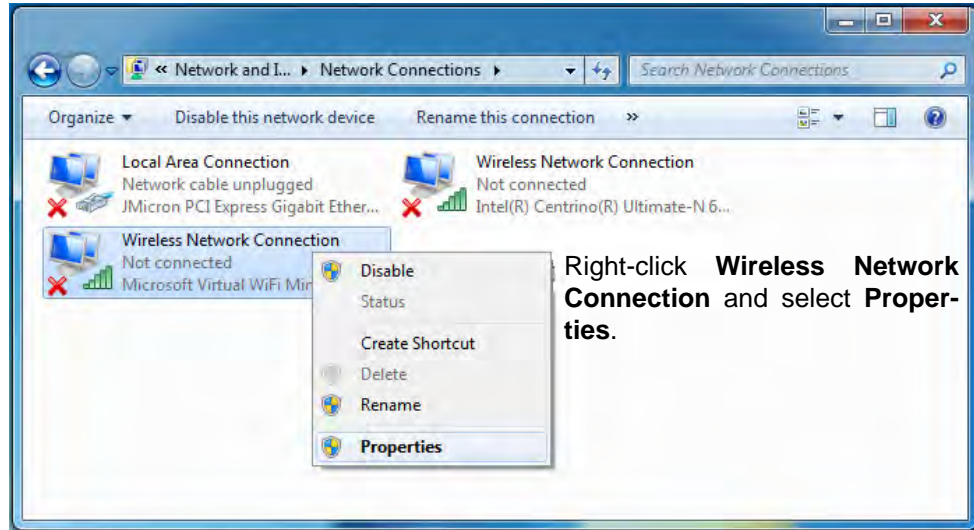 « Network and I... ▸ Network Connections ▸
Search Network Connections
Organize ▾ Disable this network device Rename this connection »
Local Area Connection
Network cable unplugged
JMicron PCI Express Gigabit Ether...
Wireless Network Connection
Not connected
Intel(R) Centrino(R) Ultimate-N 6...
Wireless Network Connection
Not connected
Microsoft Virtual WiFi Min
Disable
Status
Create Shortcut
Delete
Rename
Properties
Right-click Wireless Network
Connection and select Proper-
ties.